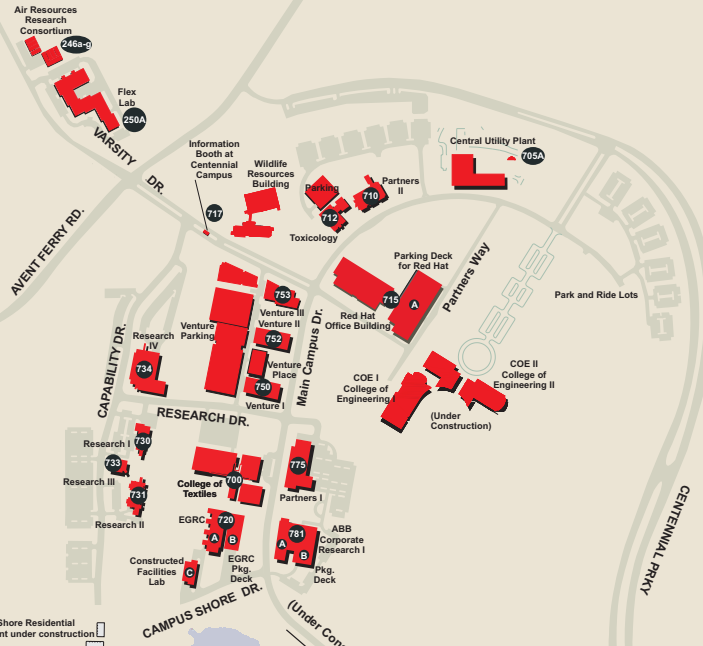 Air Resources
Research
Consortium
246a-g
Flex
Lab
250A
VARSITY DR.
AVENT FERRY RD.
Information
Booth at
Centennial
Campus
717
Wildlife
Resources
Building
Parking
712
Toxicology
Partners
II
710
Central Utility Plant
705A
Parking Deck
for Red Hat
715
A
Red Hat
Office Building
Partners Way
Park and Ride Lots
753
Venture III
Venture II
752
Venture
Parking
Venture
Place
750
Venture I
Main Campus Dr.
Research
IV
734
CAPABILITY DR.
RESEARCH DR.
COE I
College of
Engineering I
COE II
College of
Engineering II
(Under
Construction)
Research I
730
733
Research III
731
Research II
College of
Textiles
700
775
Partners I
EGRC
720
A
B
EGRC
Pkg.
Deck
781
A
B
ABB
Corporate
Research I
Pkg.
Deck
Constructed
Facilities
Lab
C
CAMPUS SHORE DR.
(Under Con
CENTENNIAL PRKY
Shore Residential
nt under construction